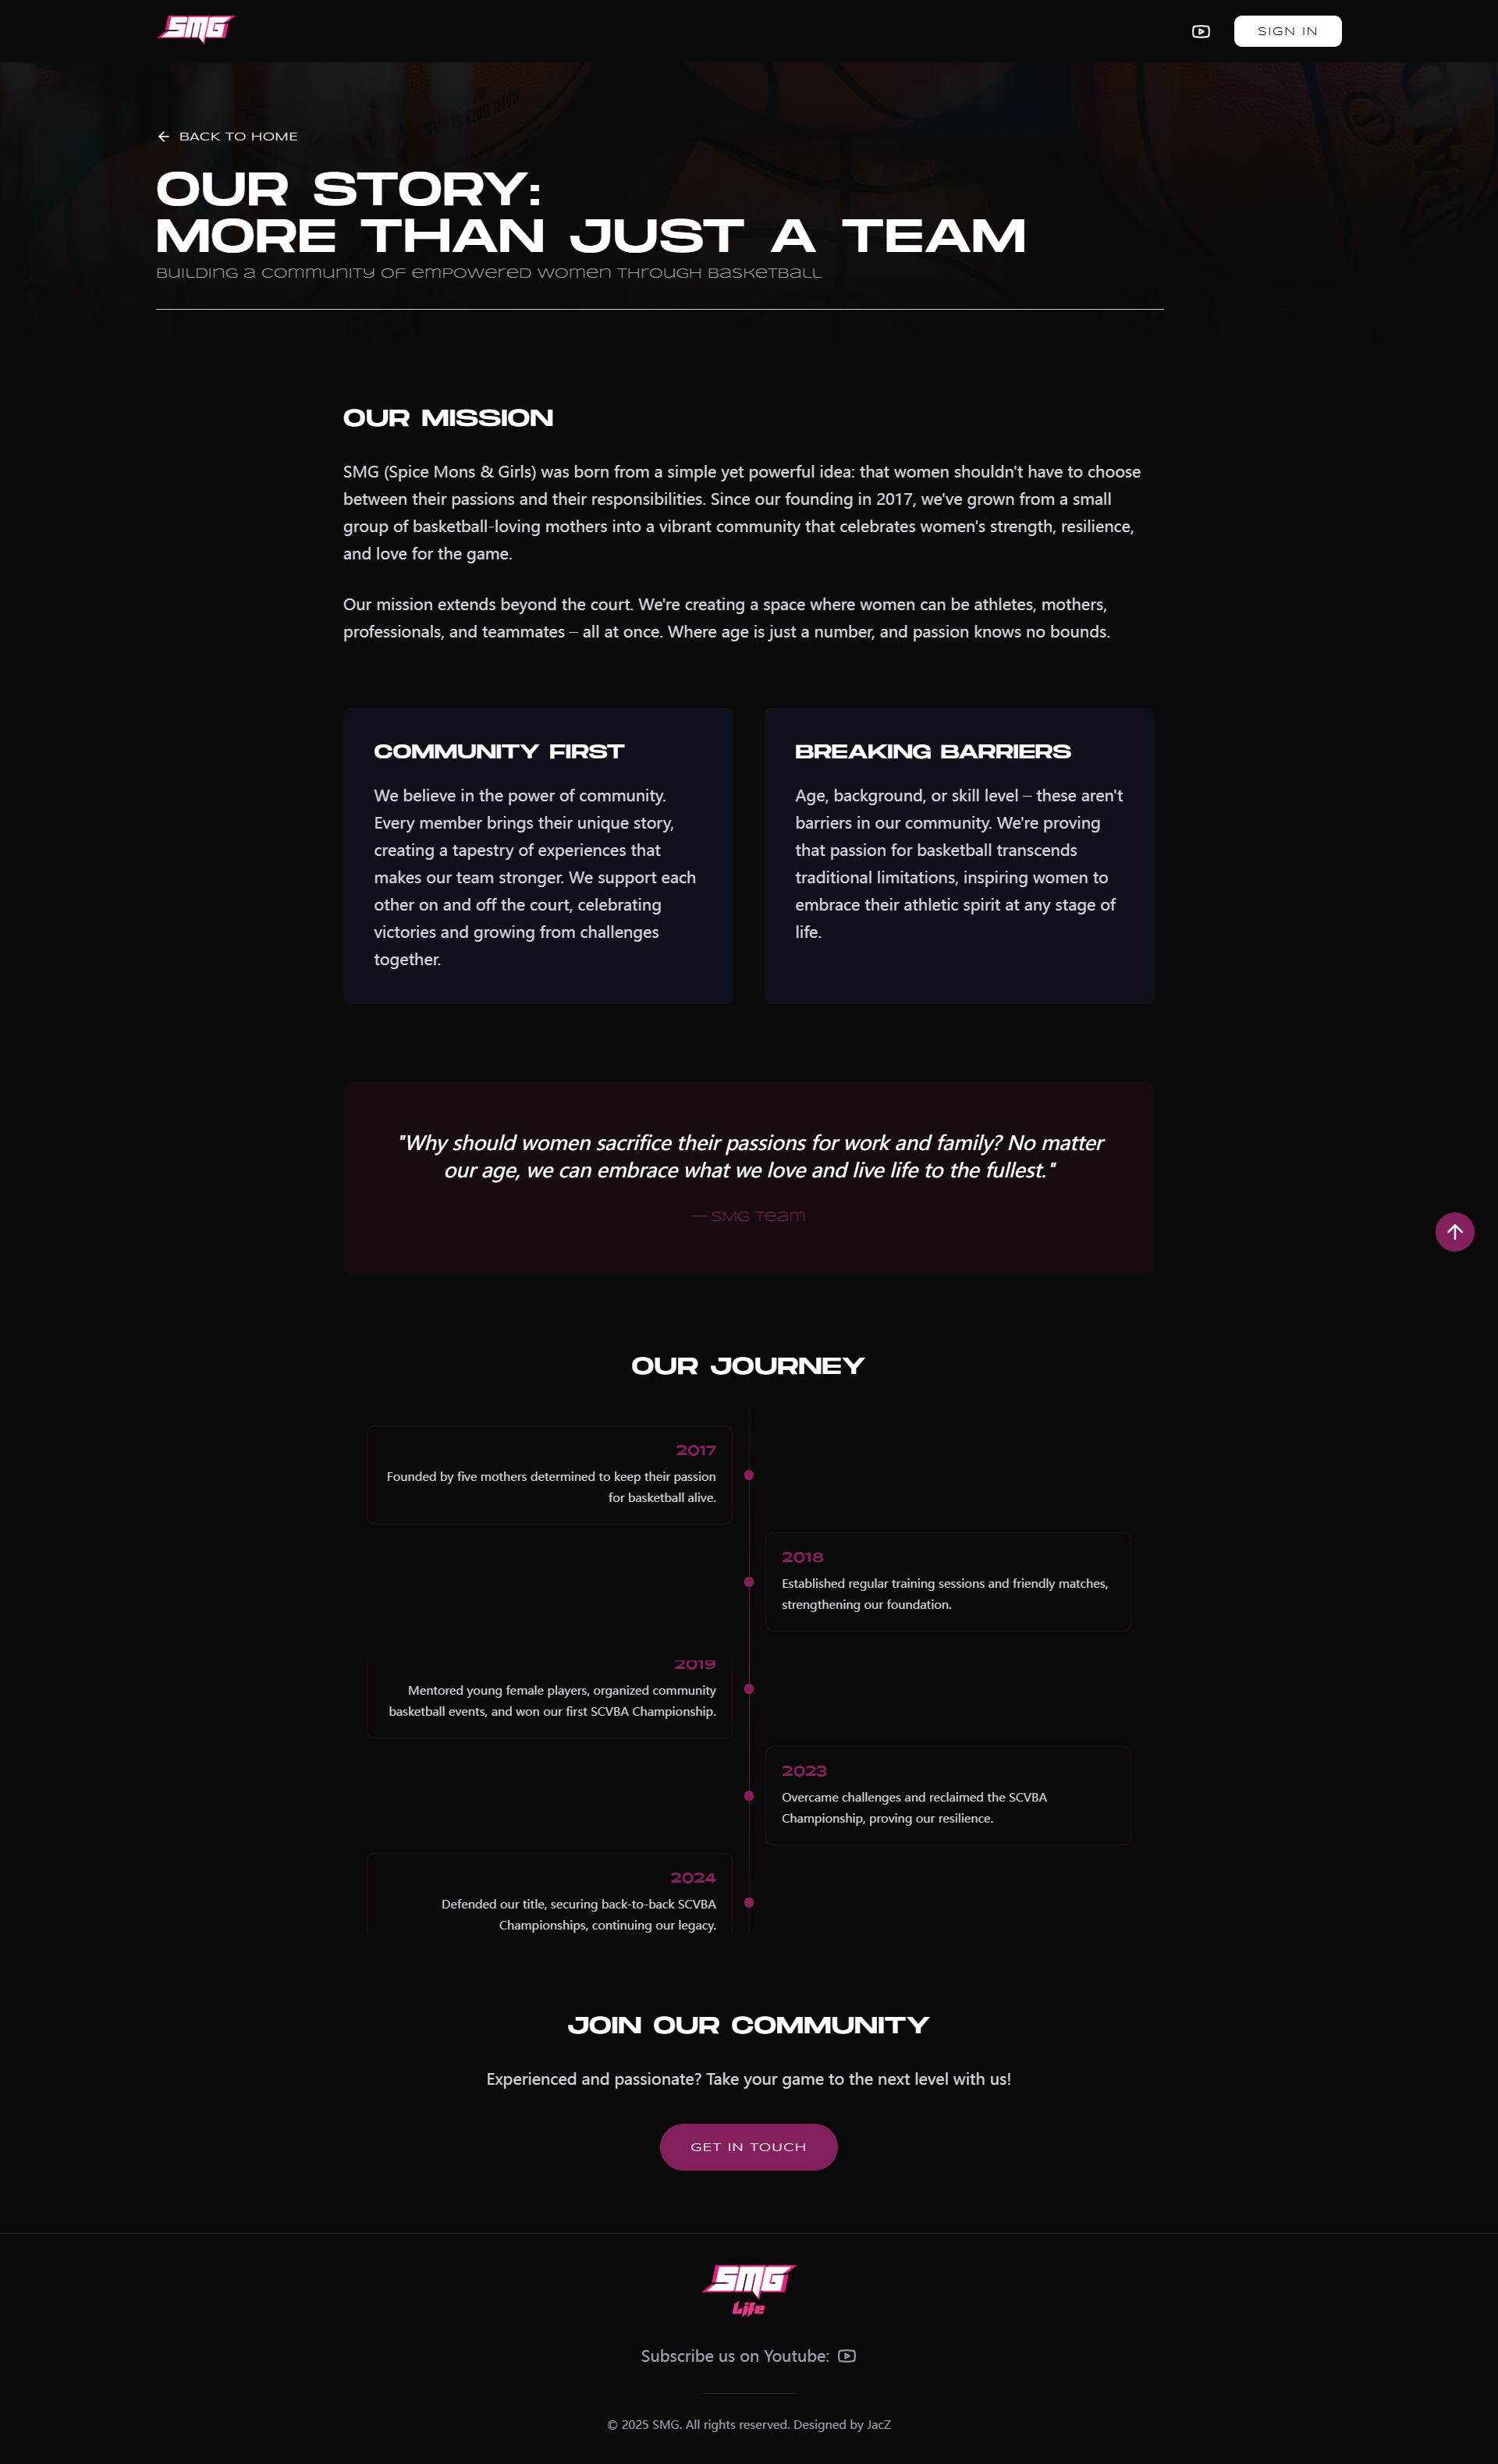 SMG
SIGN IN
BACK TO HOME
OUR STORY:
MORE THAN JUST A TEAM
Building a community of empowered women through basketball
OUR MISSION
SMG (Spice Mons & Girls) was born from a simple yet powerful idea: that women shouldn't have to choose
between their passions and their responsibilities. Since our founding in 2017, we've grown from a small
group of basketball-loving mothers into a vibrant community that celebrates women's strength, resilience,
and love for the game.
Our mission extends beyond the court. We're creating a space where women can be athletes, mothers,
professionals, and teammates – all at once. Where age is just a number, and passion knows no bounds.
COMMUNITY FIRST
We believe in the power of community.
Every member brings their unique story,
creating a tapestry of experiences that
makes our team stronger. We support each
other on and off the court, celebrating
victories and growing from challenges
together.
BREAKING BARRIERS
Age, background, or skill level – these aren't
barriers in our community. We're proving
that passion for basketball transcends
traditional limitations, inspiring women to
embrace their athletic spirit at any stage of
life.
"Why should women sacrifice their passions for work and family? No matter
our age, we can embrace what we love and live life to the fullest."
— SMG Team
OUR JOURNEY
2017
Founded by five mothers determined to keep their passion
for basketball alive.
2018
Established regular training sessions and friendly matches,
strengthening our foundation.
2019
Mentored young female players, organized community
basketball events, and won our first SCVBA Championship.
2023
Overcame challenges and reclaimed the SCVBA
Championship, proving our resilience.
2024
Defended our title, securing back-to-back SCVBA
Championships, continuing our legacy.
JOIN OUR COMMUNITY
Experienced and passionate? Take your game to the next level with us!
GET IN TOUCH
SMG
Life
Subscribe us on Youtube:
© 2025 SMG. All rights reserved. Designed by JacZ